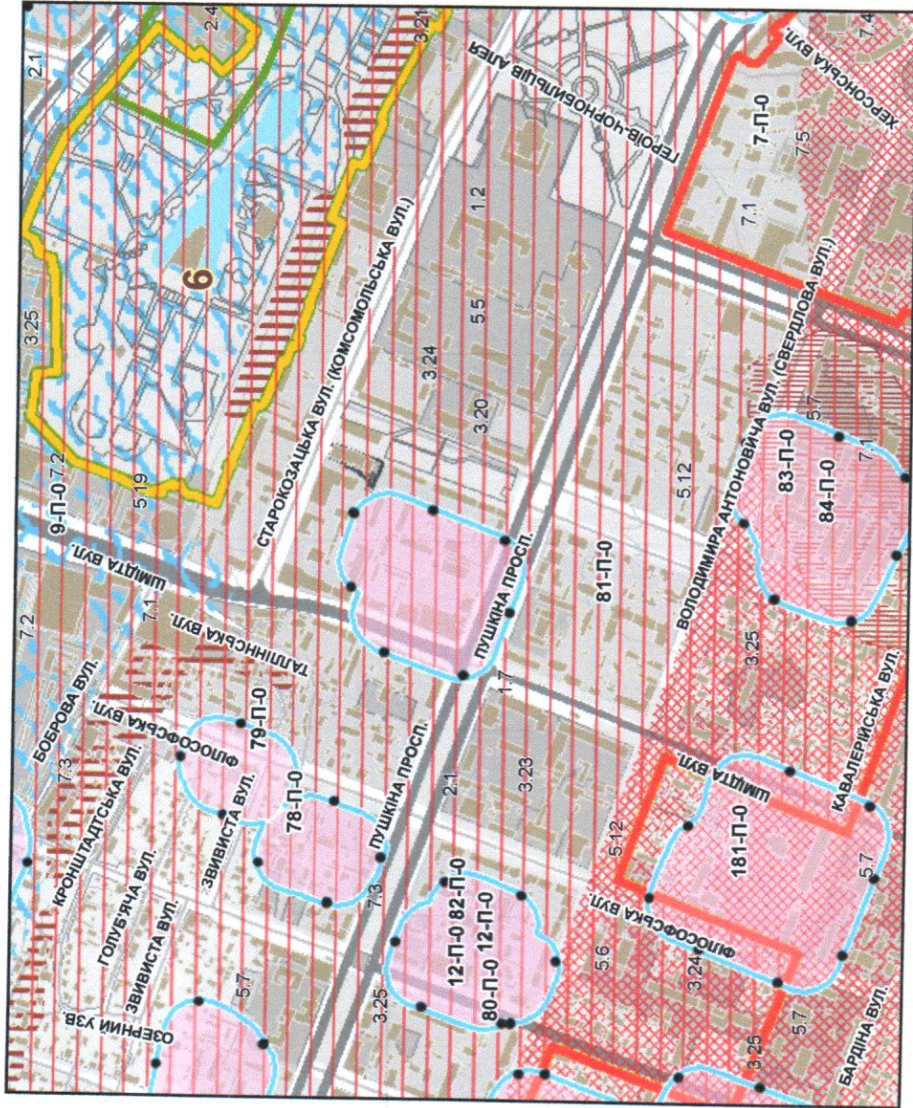 2.1
2.4
3.25
7.2
9-П-0
5.19
3.21
ШМІДТА ВУЛ.
7.2
7.1
БОБРОВА ВУЛ.
7.3
КРОНШТАДТСЬКА ВУЛ.
ФІЛОСОФСЬКА ВУЛ.
ТАЛЛІННСЬКА ВУЛ.
79-П-0
78-П-0
ГОЛУБ'ЯЧА ВУЛ.
ЗВИВИСТА ВУЛ.
ЗВИВИСТА ВУЛ.
ОЗЕРНИЙ УЗВ.
5.7
СТАРОКОЗАЦЬКА ВУЛ. (КОМСОМОЛЬСЬКА ВУЛ.)
3.24
1.2
5.5
3.20
ГЕРОЇВ-ЧОРНОБИЛЬЦІВ АЛЕЯ
ПУШКІНА ПРОСП.
ПУШКІНА ПРОСП.
7.3
3.25
2.1
1.7
3.23
12-П-0 82-П-0
80-П-0 12-П-0
81-П-0
5.12
5.12
5.6
7-П-0
7.1
7.5
7.4
ХЕРСОНСЬКА ВУЛ.
ВОЛОДИМИРА АНТОНОВИЧА ВУЛ. (СВЕРДЛОВА ВУЛ.)
83-П-0
84-П-0
5.7
7.1
3.25
ШМІДТА ВУЛ.
181-П-0
ФІЛОСОФСЬКА ВУЛ.
3.24
КАВАЛЕРІЙСЬКА ВУЛ.
5.7
5.7
3.25
БАРДІНА ВУЛ.